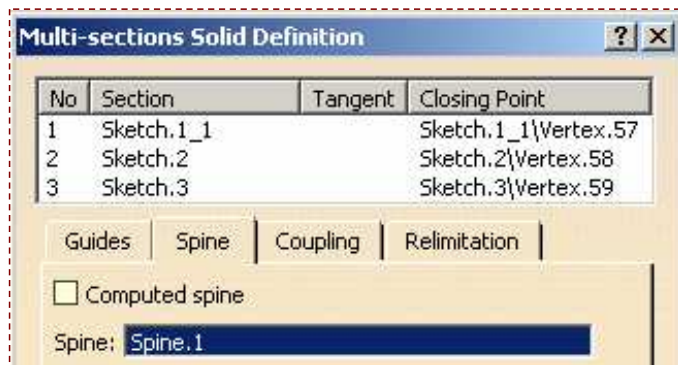 Multi-sections Solid Definition ? ×
No Section Tangent Closing Point
1 Sketch.1_1 Sketch.1_1\Vertex.57
2 Sketch.2 Sketch.2\Vertex.58
3 Sketch.3 Sketch.3\Vertex.59
Guides Spine Coupling Relimitation
Computed spine
Spine: Spine.1